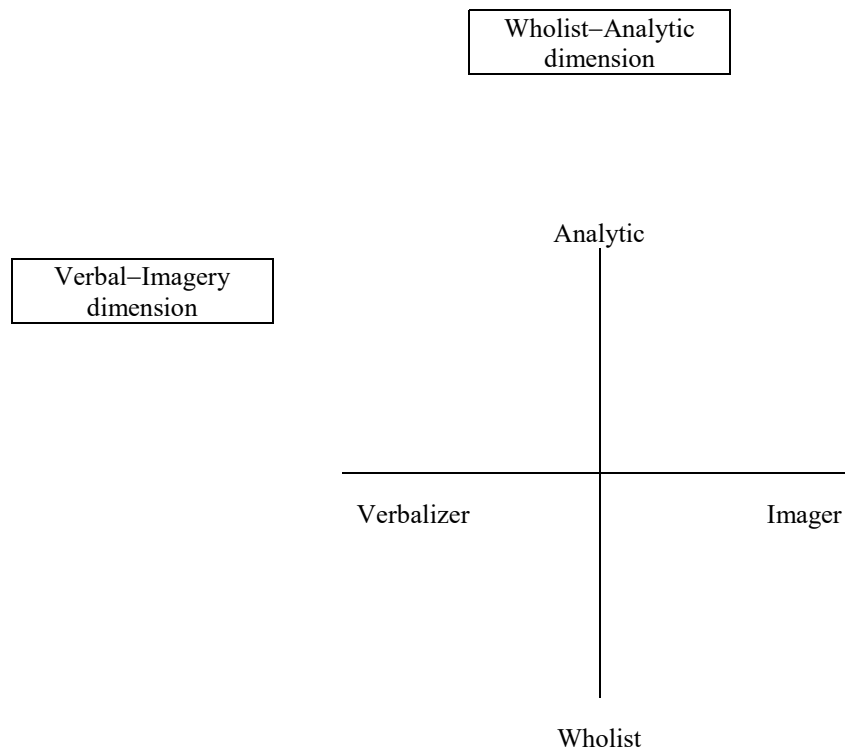 Wholist–Analytic
dimension
Analytic
Verbal–Imagery
dimension
Verbalizer
Imager
Wholist